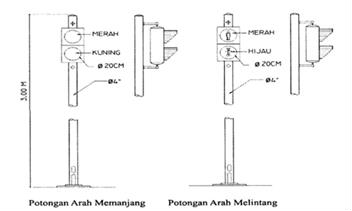 MERAH
KUNING
Ø 20CM
Ø4"
3.00 M
MERAH
HIJAU
Ø 20CM
Ø4"
Potongan Arah Memanjang
Potongan Arah Melintang